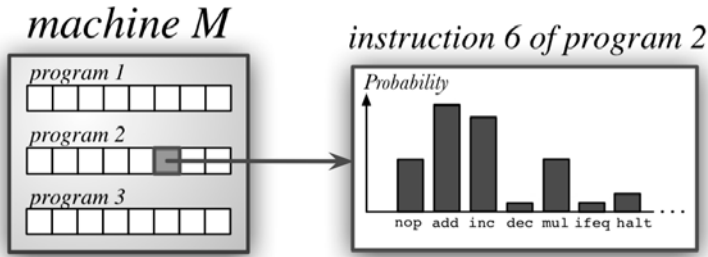 machine M
instruction 6 of program 2
program 1
program 2
program 3
Probability
nop add inc dec mul ifeq halt ...